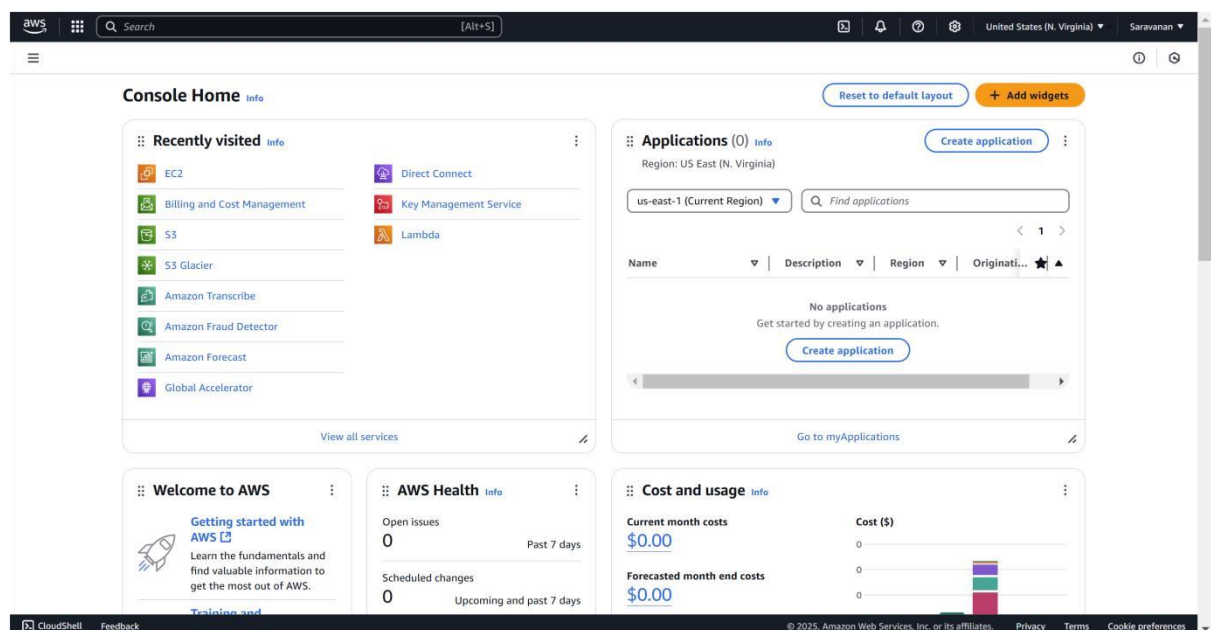 aws
Search [Alt+S]
United States (N. Virginia)
Saravanan
Console Home Info
Reset to default layout
+ Add widgets
Recently visited Info
EC2
Billing and Cost Management
S3
S3 Glacier
Amazon Transcribe
Amazon Fraud Detector
Amazon Forecast
Global Accelerator
Direct Connect
Key Management Service
Lambda
View all services
Applications (0) Info
Create application
Region: US East (N. Virginia)
us-east-1 (Current Region)
Find applications
1
Name Description Region Originati...
No applications
Get started by creating an application.
Create application
Go to myApplications
Welcome to AWS
Getting started with
AWS
Learn the fundamentals and
find valuable information to
get the most out of AWS.
Training and
AWS Health Info
Open issues
0 Past 7 days
Scheduled changes
0 Upcoming and past 7 days
Cost and usage Info
Current month costs
$0.00
Forecasted month end costs
$0.00
Cost ($)
0
0
0
CloudShell Feedback
© 2025, Amazon Web Services, Inc. or its affiliates. Privacy Terms Cookie preferences